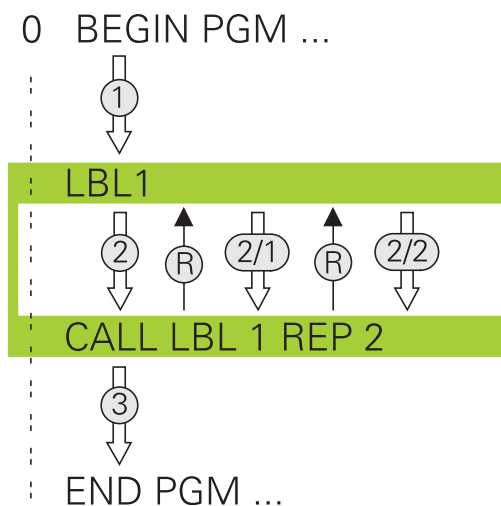 0 BEGIN PGM ...
1
LBL1
2 R 2/1 R 2/2
CALL LBL 1 REP 2
3
END PGM ...